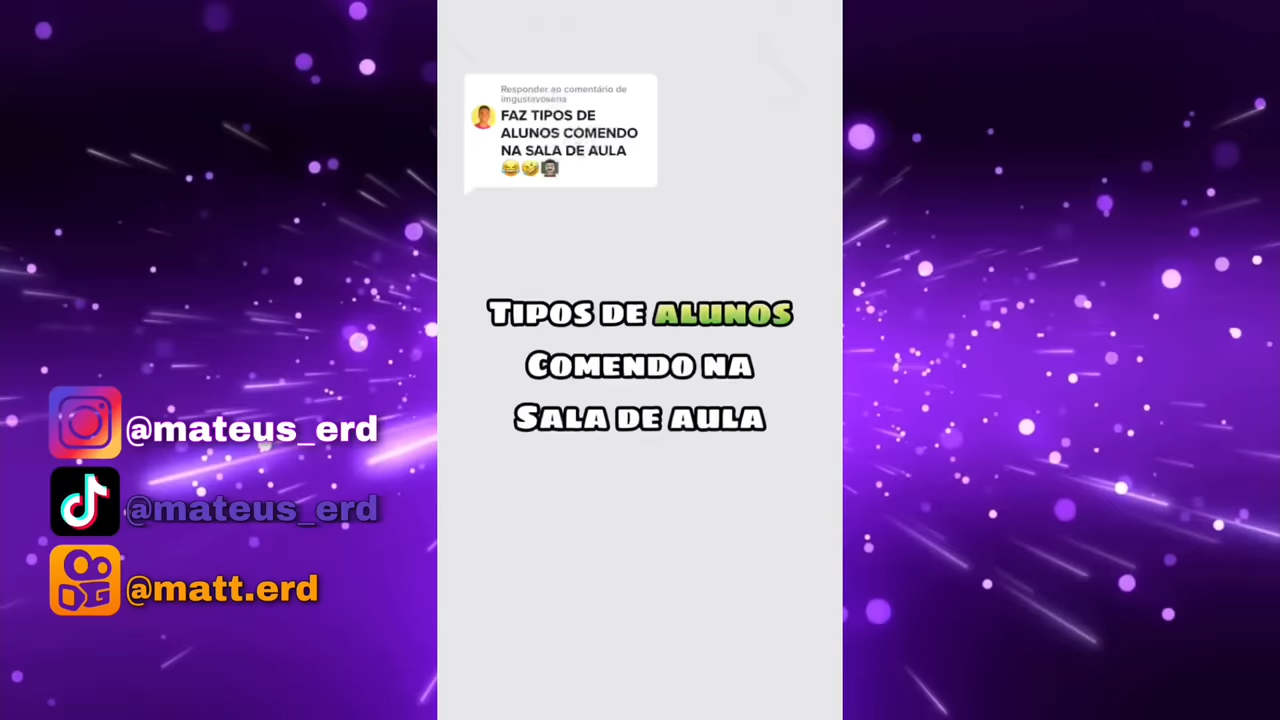 Responder ao comentário de
imgustavosena
FAZ TIPOS DE
ALUNOS COMENDO
NA SALA DE AULA
😂🤣👨🏿‍🚀
TIPOS DE ALUNOS
COMENDO NA
SALA DE AULA
@mateus_erd
@mateus_erd
@matt.erd